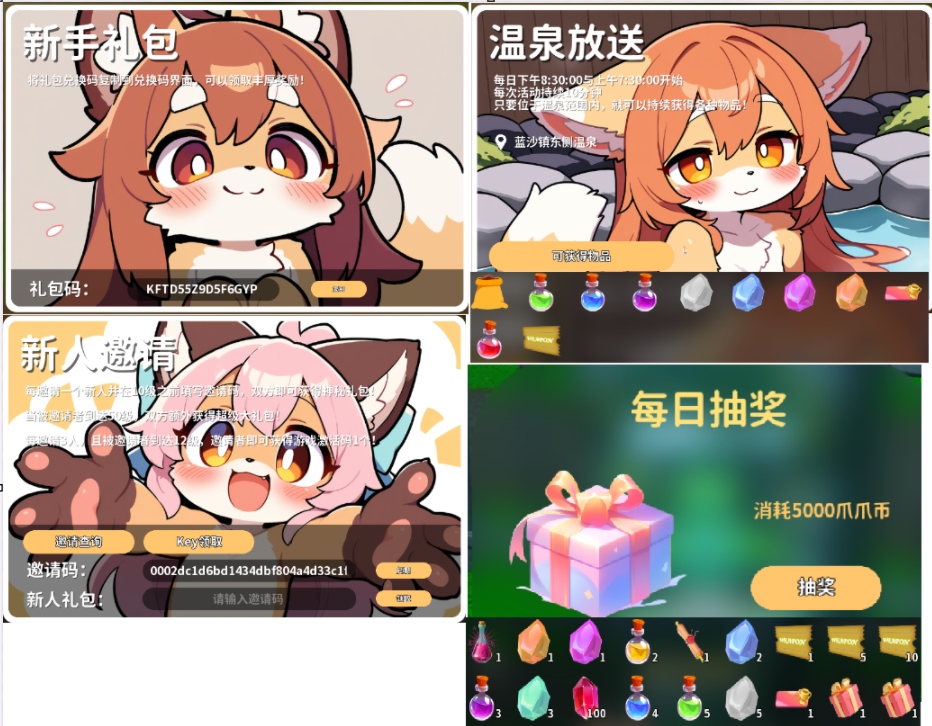 新手礼包
将礼包兑换码复制到兑换码界面，可以领取丰厚奖励！
礼包码：
KFTD55Z9D5F6GYP
温泉放送
每日下午8:30:00与上午7:30:00开始
每次活动持续10分钟
只要位于温泉范围内，就可以持续获得各种物品！
蓝沙镇东侧温泉
可获得物品
WEAPON
新人邀请
每邀请一个新人并在10级之前填写邀请码，双方即可获得神秘礼包！
当被邀请者到达50级，双方额外获得超级大礼包！
每邀请3人，且被邀请者到达12级，邀请者即可获得游戏激活码1个！
邀请查询
Key领取
邀请码：
0002dc1d6bd1434dbf804a4d33c1f
新人礼包：
请输入邀请码
领取
每日抽奖
消耗5000爪爪币
抽奖
1 1 1 2 1 2 WEAPON 1 WEAPON 5 WEAPON 10
3 3 100 4 5 5 1 1 1